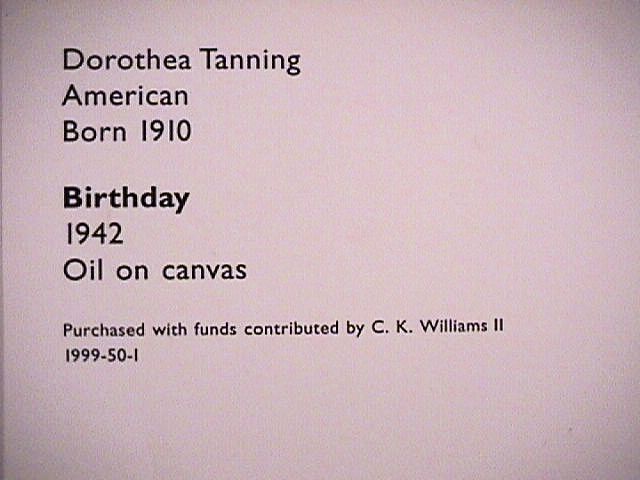 Dorothea Tanning
American
Born 1910
Birthday
1942
Oil on canvas
Purchased with funds contributed by C. K. Williams II
1999-50-1